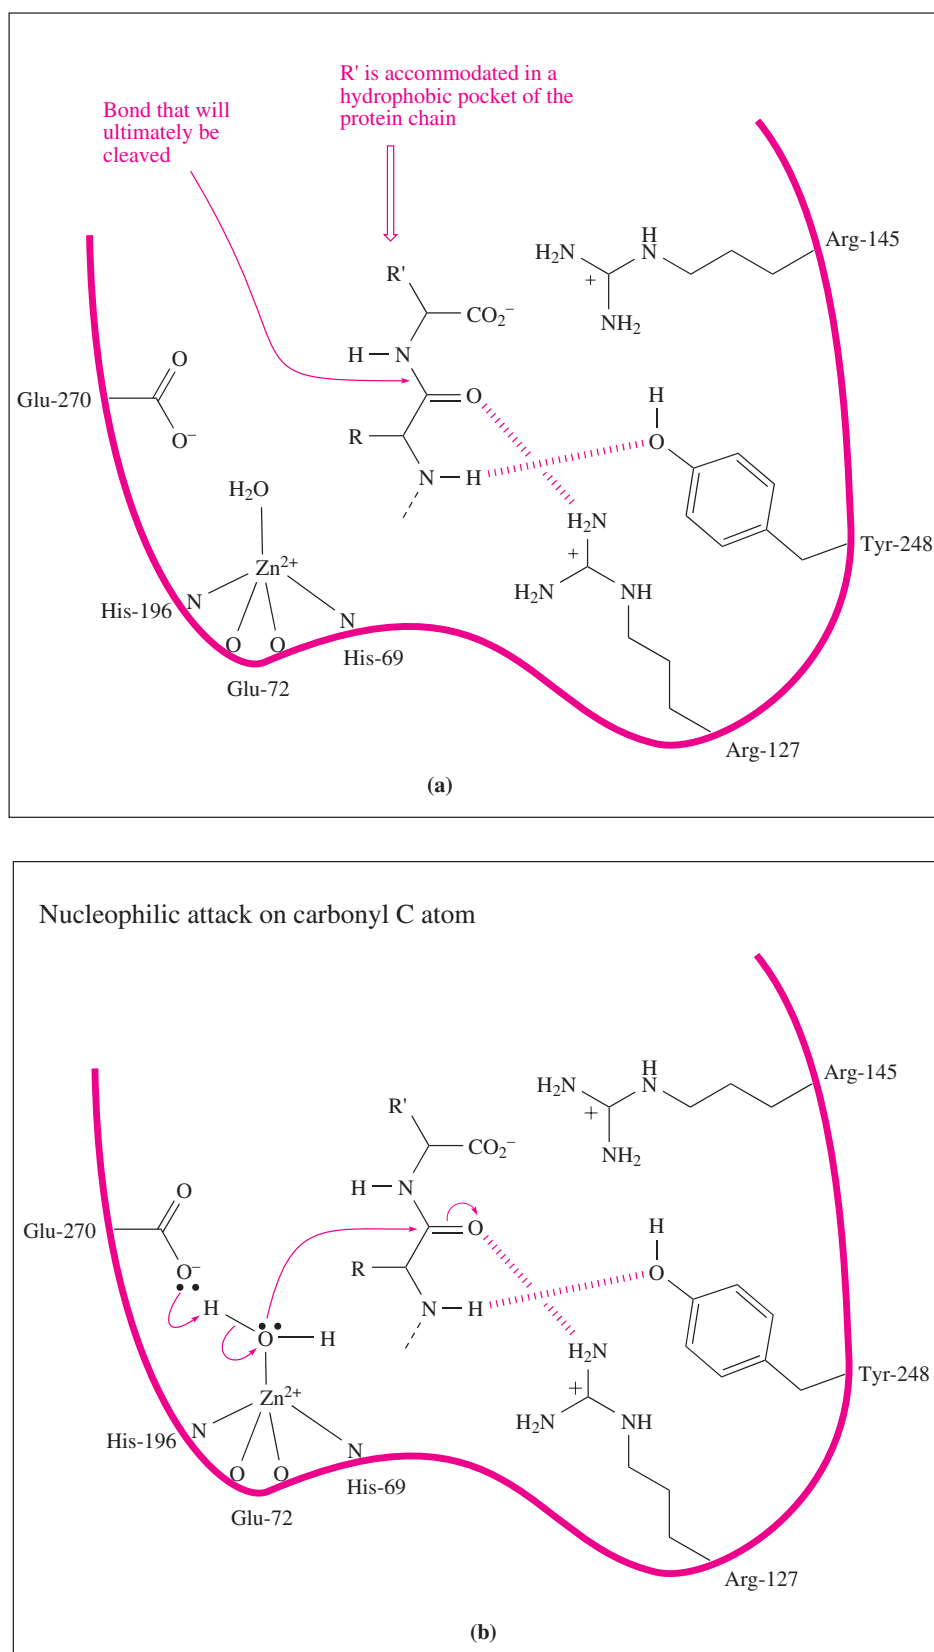 R' is accommodated in a
hydrophobic pocket of the
protein chain
Bond that will
ultimately be
cleaved
H
H₂N
N
Arg-145
+
NH₂
R'
CO₂⁻
H
N
O
Glu-270
O⁻
O
H
O
R
N
H
H₂O
H₂N
Tyr-248
Zn²⁺
+
H₂N
NH
His-196
N
N
O
O
His-69
Glu-72
Arg-127
(a)
Nucleophilic attack on carbonyl C atom
H
H₂N
N
Arg-145
+
NH₂
R'
CO₂⁻
H
N
O
Glu-270
O
H
O⁻
R
O
H
N
H
O
H
H₂N
Tyr-248
Zn²⁺
+
H₂N
NH
His-196
N
N
O
O
His-69
Glu-72
Arg-127
(b)